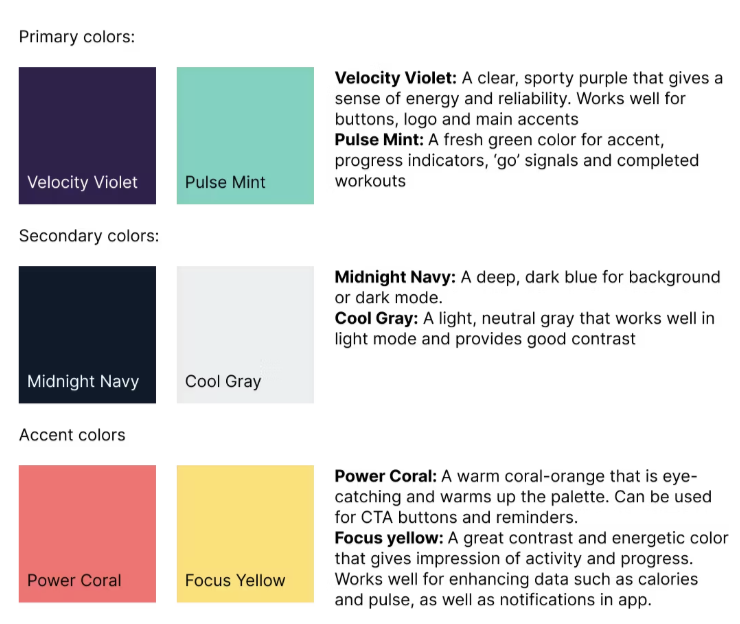 Primary colors:
Velocity Violet
Pulse Mint
Velocity Violet: A clear, sporty purple that gives a
sense of energy and reliability. Works well for
buttons, logo and main accents
Pulse Mint: A fresh green color for accent,
progress indicators, ‘go’ signals and completed
workouts
Secondary colors:
Midnight Navy
Cool Gray
Midnight Navy: A deep, dark blue for background
or dark mode.
Cool Gray: A light, neutral gray that works well in
light mode and provides good contrast
Accent colors
Power Coral
Focus Yellow
Power Coral: A warm coral-orange that is eye-
catching and warms up the palette. Can be used
for CTA buttons and reminders.
Focus yellow: A great contrast and energetic color
that gives impression of activity and progress.
Works well for enhancing data such as calories
and pulse, as well as notifications in app.